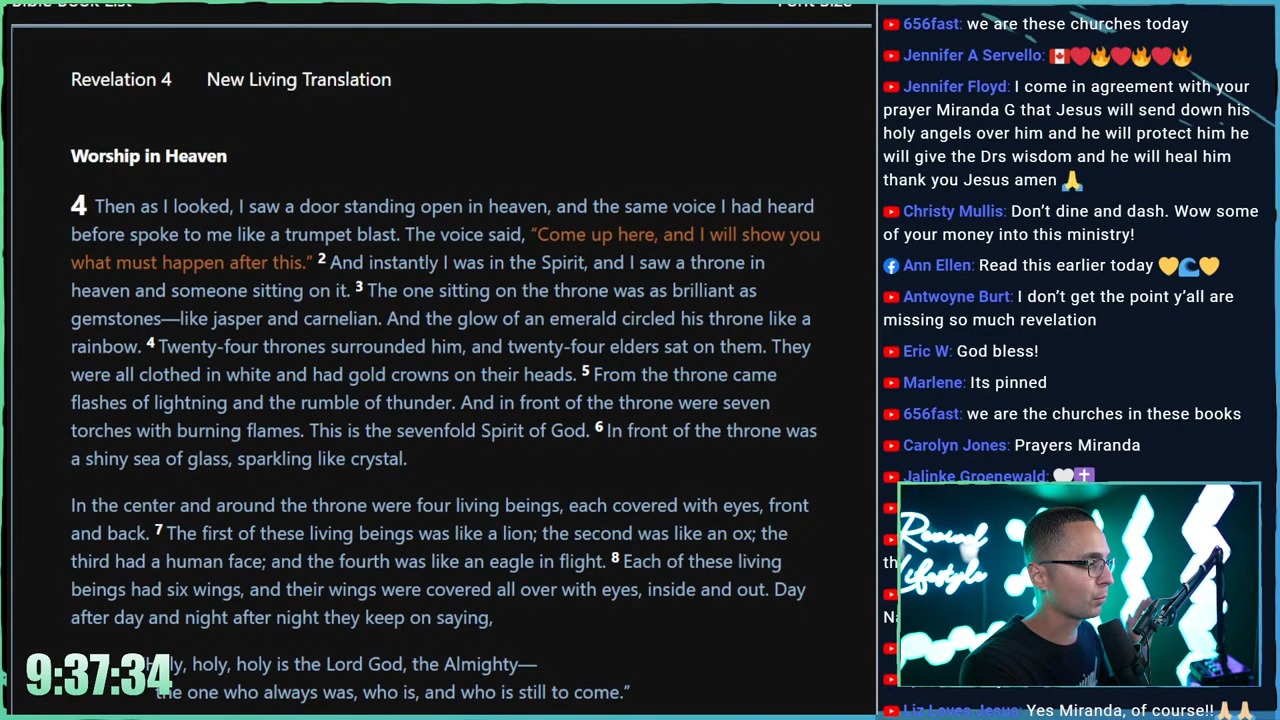 Revelation 4 New Living Translation
Worship in Heaven
4 Then as I looked, I saw a door standing open in heaven, and the same voice I had heard
before spoke to me like a trumpet blast. The voice said, “Come up here, and I will show you
what must happen after this.” 2 And instantly I was in the Spirit, and I saw a throne in
heaven and someone sitting on it. 3 The one sitting on the throne was as brilliant as
gemstones—like jasper and carnelian. And the glow of an emerald circled his throne like a
rainbow. 4 Twenty-four thrones surrounded him, and twenty-four elders sat on them. They
were all clothed in white and had gold crowns on their heads. 5 From the throne came
flashes of lightning and the rumble of thunder. And in front of the throne were seven
torches with burning flames. This is the sevenfold Spirit of God. 6 In front of the throne was
a shiny sea of glass, sparkling like crystal.
In the center and around the throne were four living beings, each covered with eyes, front
and back. 7 The first of these living beings was like a lion; the second was like an ox; the
third had a human face; and the fourth was like an eagle in flight. 8 Each of these living
beings had six wings, and their wings were covered all over with eyes, inside and out. Day
after day and night after night they keep on saying,
holy, holy is the Lord God, the Almighty—
the one who always was, who is, and who is still to come.”
9:37:34
656fast: we are these churches today
Jennifer A Servello: 🇨🇦❤️🔥❤️🔥❤️🔥
Jennifer Floyd: I come in agreement with your
prayer Miranda G that Jesus will send down his
holy angels over him and he will protect him he
will give the Drs wisdom and he will heal him
thank you Jesus amen 🙏
Christy Mullis: Don’t dine and dash. Wow some
of your money into this ministry!
Ann Ellen: Read this earlier today 💛🌊💛
Antwoyne Burt: I don’t get the point y’all are
missing so much revelation
Eric W: God bless!
Marlene: Its pinned
656fast: we are the churches in these books
Carolyn Jones: Prayers Miranda
Jalinke Groenewald: 🤍✝️
Revival
Lifestyle
Liz Loves Jesus: Yes Miranda, of course!! 🙏🙏